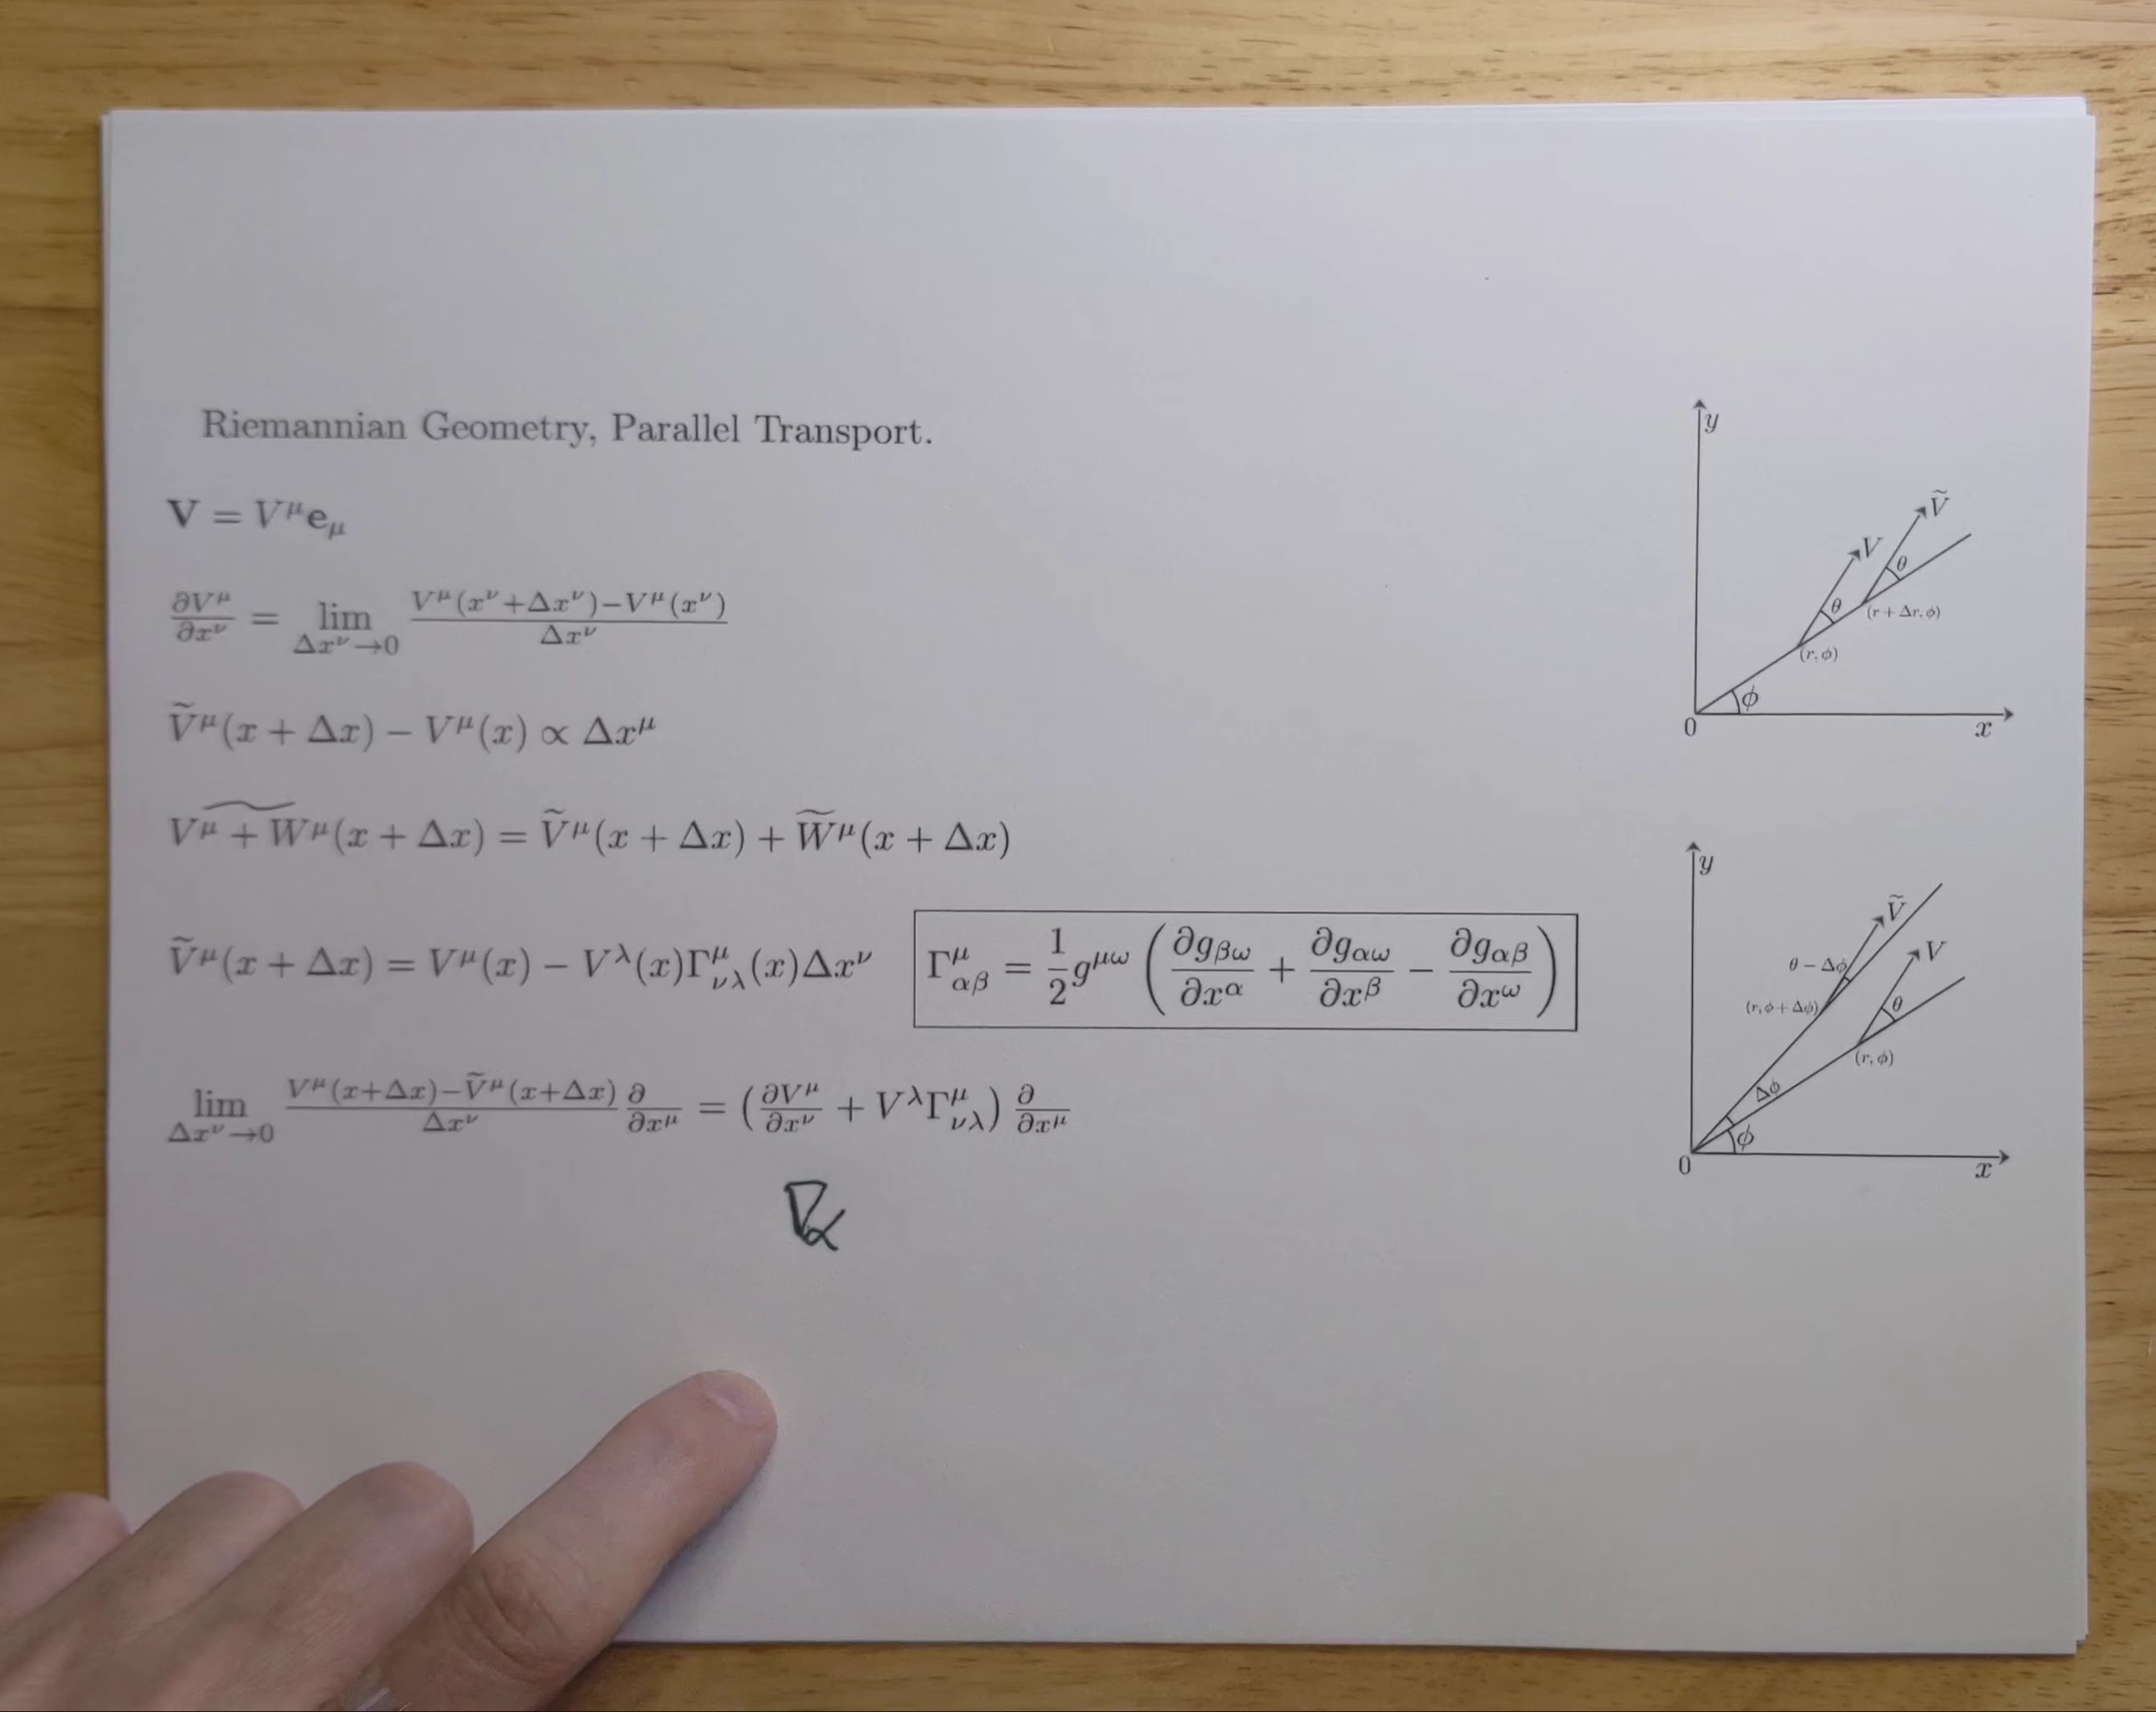 Riemannian Geometry, Parallel Transport.
V = V^μ e_μ
∂V^μ/∂x^ν = lim_{Δx^ν→0} (V^μ(x^ν+Δx^ν)−V^μ(x^ν))/Δx^ν
Ṽ^μ(x + Δx) − V^μ(x) ∝ Δx^μ
\widetilde{V^μ + W^μ}(x + Δx) = Ṽ^μ(x + Δx) + W̃^μ(x + Δx)
Ṽ^μ(x + Δx) = V^μ(x) − V^λ(x)Γ^μ_{νλ}(x)Δx^ν
Γ^μ_{αβ} = 1/2 g^{μω} (∂g_{βω}/∂x^α + ∂g_{αω}/∂x^β − ∂g_{αβ}/∂x^ω)
lim_{Δx^ν→0} (V^μ(x+Δx)−Ṽ^μ(x+Δx))/Δx^ν ∂/∂x^μ = (∂V^μ/∂x^ν + V^λ Γ^μ_{νλ}) ∂/∂x^μ
∇α
y
Ṽ
V
θ
θ
(r + Δr, φ)
(r, φ)
φ
0
x
y
Ṽ
V
θ − Δφ
(r, φ + Δφ)
θ
(r, φ)
Δφ
φ
0
x